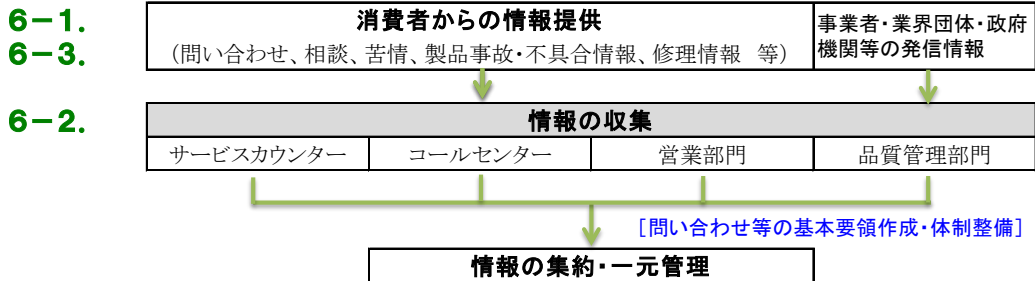 6－1.
消費者からの情報提供
事業者・業界団体・政府
6－3.
（問い合わせ、相談、苦情、製品事故・不具合情報、修理情報　等）
機関等の発信情報
6－2.
情報の収集
サービスカウンター
コールセンター
営業部門
品質管理部門
［問い合わせ等の基本要領作成・体制整備］
情報の集約・一元管理